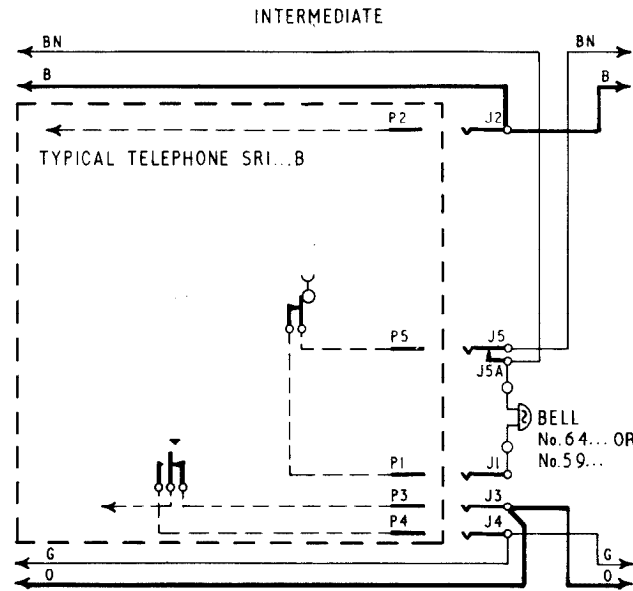 INTERMEDIATE
BN
BN
B
B
P2
J2
TYPICAL TELEPHONE SRI...B
P5
J5
J5A
BELL
No.64... OR
No.59...
P1
J1
P3
J3
P4
J4
G
G
O
O